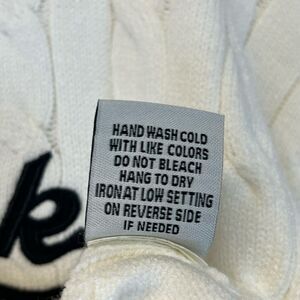 HAND WASH COLD
WITH LIKE COLORS
DO NOT BLEACH
HANG TO DRY
IRON AT LOW SETTING
ON REVERSE SIDE
IF NEEDED
k